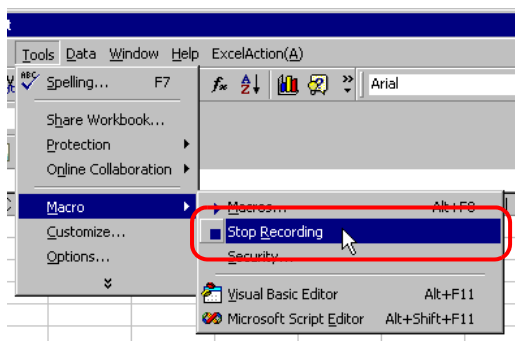 Tools Data Window Help ExcelAction(A)
ABC Spelling... F7
Arial
Share Workbook...
Protection
Online Collaboration
Macro
Macros... Alt+F8
Customize...
Stop Recording
Options...
Security...
Visual Basic Editor Alt+F11
Microsoft Script Editor Alt+Shift+F11